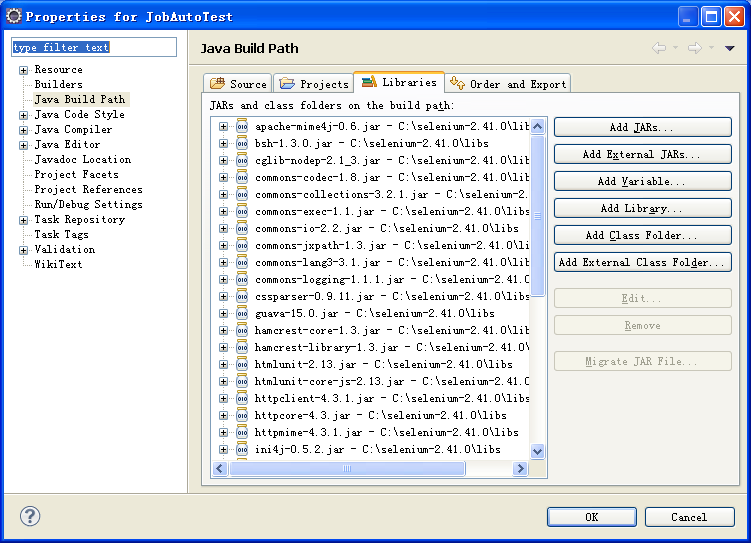 Properties for JobAutoTest
type filter text
Resource
Builders
Java Build Path
Java Code Style
Java Compiler
Java Editor
Javadoc Location
Project Facets
Project References
Run/Debug Settings
Task Repository
Task Tags
Validation
WikiText
Java Build Path
Source
Projects
Libraries
Order and Export
JARs and class folders on the build path:
apache-mime4j-0.6.jar - C:\selenium-2.41.0\lib
bsh-1.3.0.jar - C:\selenium-2.41.0\libs
cglib-nodep-2.1_3.jar - C:\selenium-2.41.0\lib
commons-codec-1.8.jar - C:\selenium-2.41.0\lib
commons-collections-3.2.1.jar - C:\selenium-2.
commons-exec-1.1.jar - C:\selenium-2.41.0\libs
commons-io-2.2.jar - C:\selenium-2.41.0\libs
commons-jxpath-1.3.jar - C:\selenium-2.41.0\li
commons-lang3-3.1.jar - C:\selenium-2.41.0\lib
commons-logging-1.1.1.jar - C:\selenium-2.41.0
cssparser-0.9.11.jar - C:\selenium-2.41.0\libs
guava-15.0.jar - C:\selenium-2.41.0\libs
hamcrest-core-1.3.jar - C:\selenium-2.41.0\lib
hamcrest-library-1.3.jar - C:\selenium-2.41.0\
htmlunit-2.13.jar - C:\selenium-2.41.0\libs
htmlunit-core-js-2.13.jar - C:\selenium-2.41.0
httpclient-4.3.1.jar - C:\selenium-2.41.0\libs
httpcore-4.3.jar - C:\selenium-2.41.0\libs
httpmime-4.3.1.jar - C:\selenium-2.41.0\libs
ini4j-0.5.2.jar - C:\selenium-2.41.0\libs
Add JARs...
Add External JARs...
Add Variable...
Add Library...
Add Class Folder...
Add External Class Folder...
Edit...
Remove
Migrate JAR File...
OK
Cancel